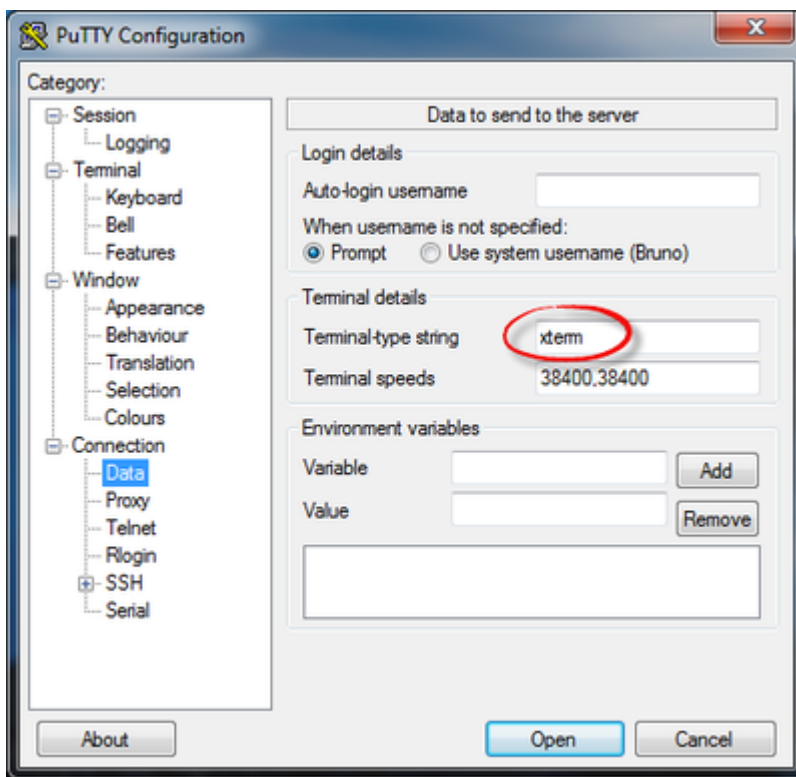 PuTTY Configuration
Category:
Session
Logging
Terminal
Keyboard
Bell
Features
Window
Appearance
Behaviour
Translation
Selection
Colours
Connection
Data
Proxy
Telnet
Rlogin
SSH
Serial
Data to send to the server
Login details
Auto-login username
When username is not specified:
Prompt Use system username (Bruno)
Terminal details
Terminal-type string xterm
Terminal speeds 38400,38400
Environment variables
Variable Add
Value Remove
About Open Cancel